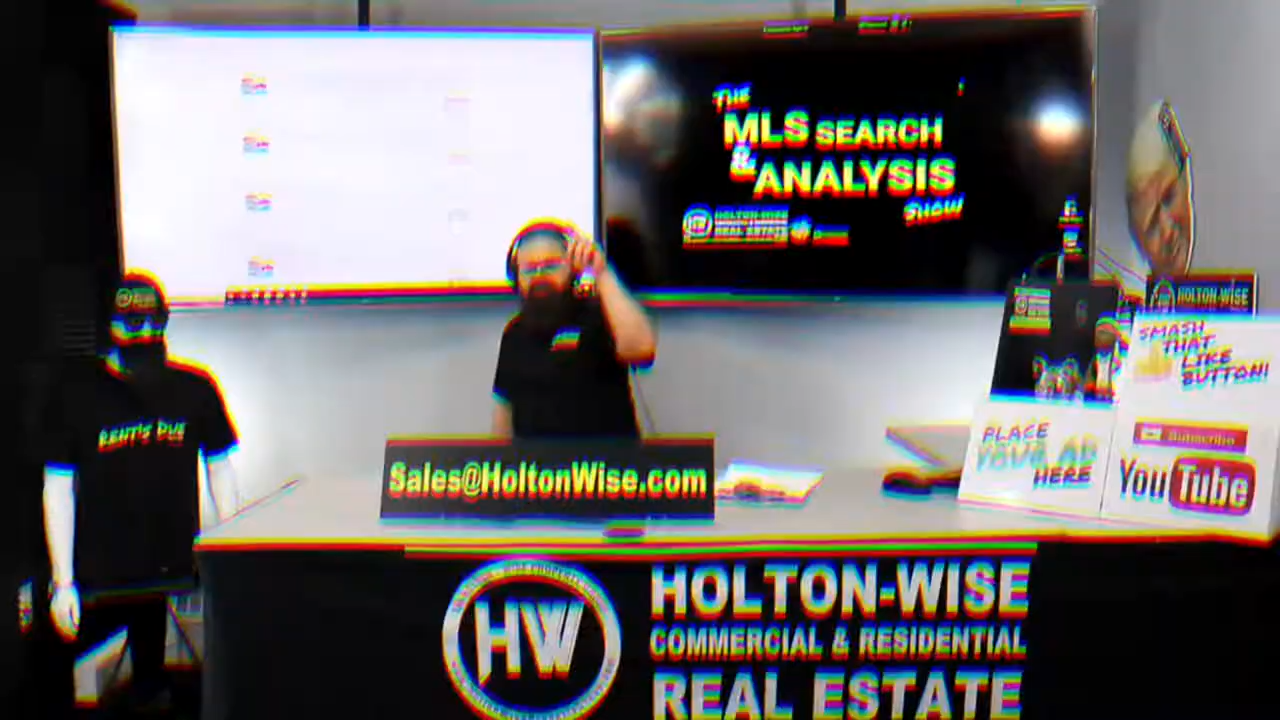 THE
MLS SEARCH
& ANALYSIS
SHOW
HOLTON-WISE
REAL ESTATE
HOLTON-WISE
SMASH
THAT
LIKE
BUTTON!
RENT'S DUE
PLACE
YOUR AD
HERE
Subscribe
YouTube
Sales@HoltonWise.com
HW
HOLTON-WISE
COMMERCIAL & RESIDENTIAL
REAL ESTATE